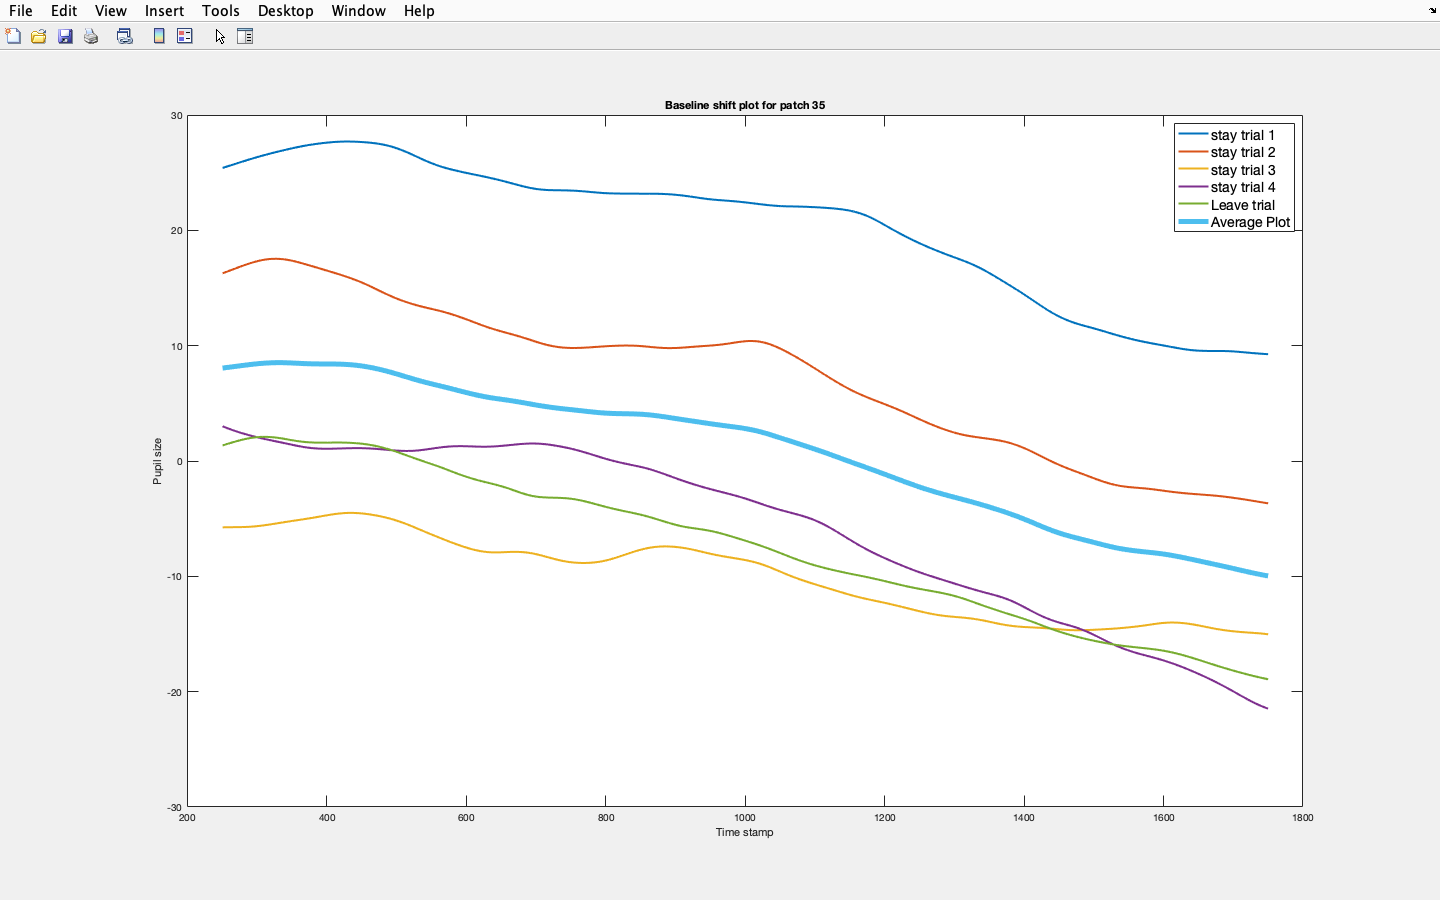 File Edit View Insert Tools Desktop Window Help
Baseline shift plot for patch 35
30
20
10
0
-10
-20
-30
Pupil size
stay trial 1
stay trial 2
stay trial 3
stay trial 4
Leave trial
Average Plot
200 400 600 800 1000 1200 1400 1600 1800
Time stamp